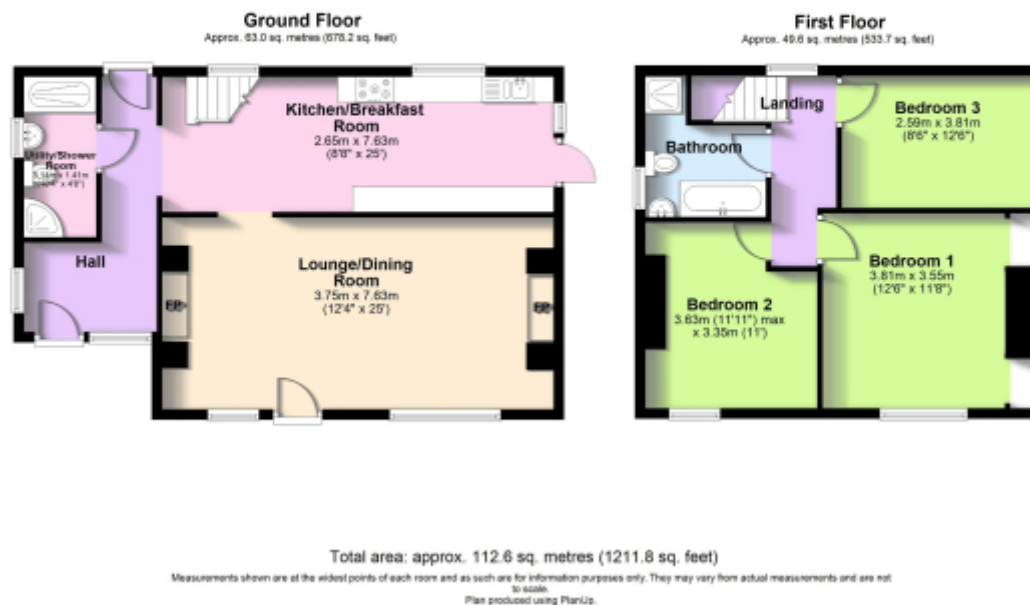 Ground Floor
Approx. 63.0 sq. metres (678.2 sq. feet)
Kitchen/Breakfast
Room
2.65m x 7.63m
(8'8" x 25')
Utility/Shower
Room
Hall
Lounge/Dining
Room
3.75m x 7.63m
(12'4" x 25')
First Floor
Approx. 49.6 sq. metres (533.7 sq. feet)
Landing
Bedroom 3
2.59m x 3.81m
(8'6" x 12'6")
Bathroom
Bedroom 1
3.81m x 3.55m
(12'6" x 11'8")
Bedroom 2
3.63m (11'11") max
x 3.35m (11')
Total area: approx. 112.6 sq. metres (1211.8 sq. feet)
Measurements shown are at the widest points of each room and as such are for information purposes only. They may vary from actual measurements and are not
to scale.
Plan produced using PlanUp.